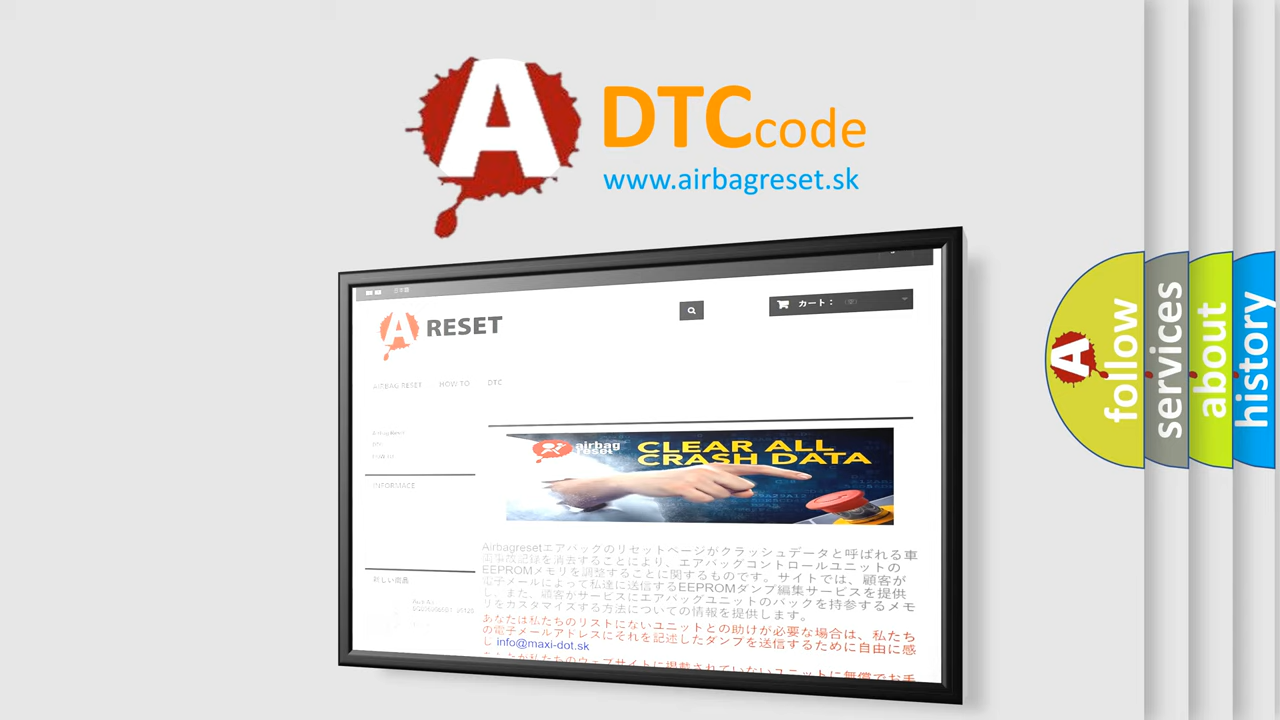 A DTCcode
www.airbagreset.sk
日本語
A RESET
カート：
AIRBAG RESET HOW TO DTC
INFORMACE
airbag
reset
CLEAR ALL
CRASH DATA
Airbagresetエアバックのリセットページがクラッシュデータと呼ばれる車
EEPROMメモリを調整することに関するものです。サイトでは、顧客が
電子メールによって私達に送信するEEPROMダンプ編集サービスを提供
し、また、顧客がサービスにエアバッグユニットのバックを持参するメモ
リをカスタマイズする方法についての情報を提供します。
あなたは私たちのリストにないユニットとの助けが必要な場合は、私たち
の電子メールアドレスにそれを記述したダンプを送信するために自由に感
し info@maxi-dot.sk
A follow
services
about
history